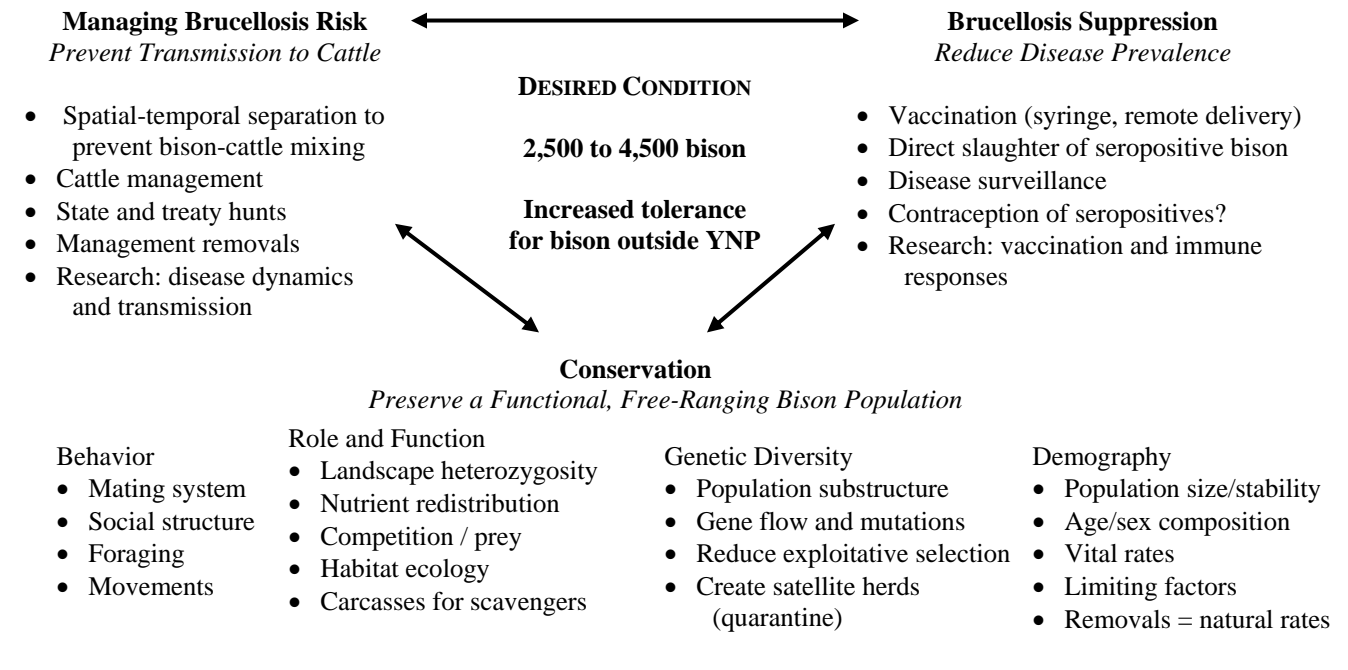 Managing Brucellosis Risk
Prevent Transmission to Cattle
• Spatial-temporal separation to
prevent bison-cattle mixing
• Cattle management
• State and treaty hunts
• Management removals
• Research: disease dynamics
and transmission
DESIRED CONDITION
2,500 to 4,500 bison
Increased tolerance
for bison outside YNP
Brucellosis Suppression
Reduce Disease Prevalence
• Vaccination (syringe, remote delivery)
• Direct slaughter of seropositive bison
• Disease surveillance
• Contraception of seropositives?
• Research: vaccination and immune
responses
Conservation
Preserve a Functional, Free-Ranging Bison Population
Behavior
• Mating system
• Social structure
• Foraging
• Movements
Role and Function
• Landscape heterozygosity
• Nutrient redistribution
• Competition / prey
• Habitat ecology
• Carcasses for scavengers
Genetic Diversity
• Population substructure
• Gene flow and mutations
• Reduce exploitative selection
• Create satellite herds
(quarantine)
Demography
• Population size/stability
• Age/sex composition
• Vital rates
• Limiting factors
• Removals = natural rates